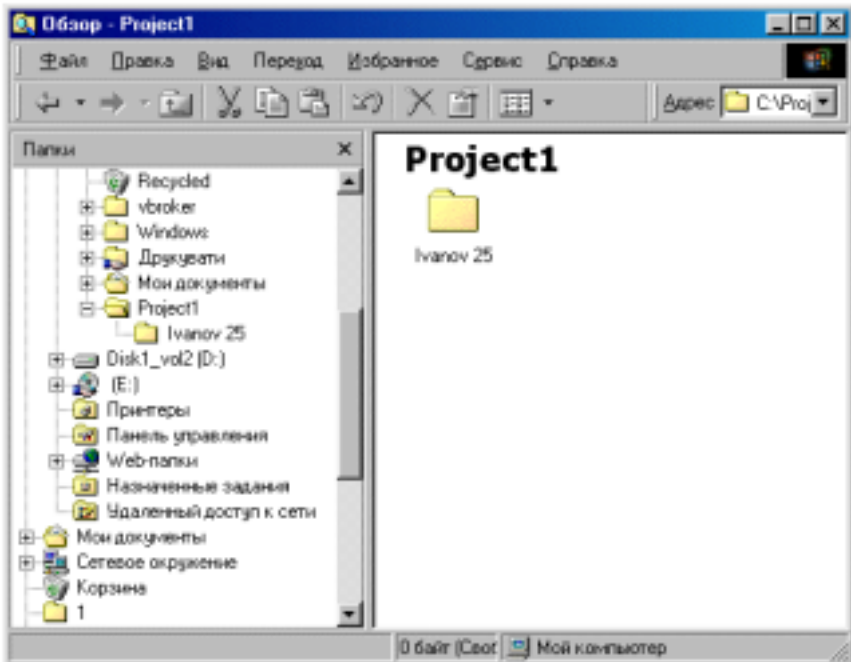 Обзор - Project1
Файл Правка Вид Переход Избранное Сервис Справка
Адрес C:\Proj
Папки
Recycled
vbroker
Windows
Друкувати
Мои документы
Project1
Ivanov 25
Disk1_vol2 (D:)
(E:)
Принтеры
Панель управления
Web-папки
Назначенные задания
Удаленный доступ к сети
Мои документы
Сетевое окружение
Корзина
1
Project1
Ivanov 25
0 байт (Свот Мой компьютер